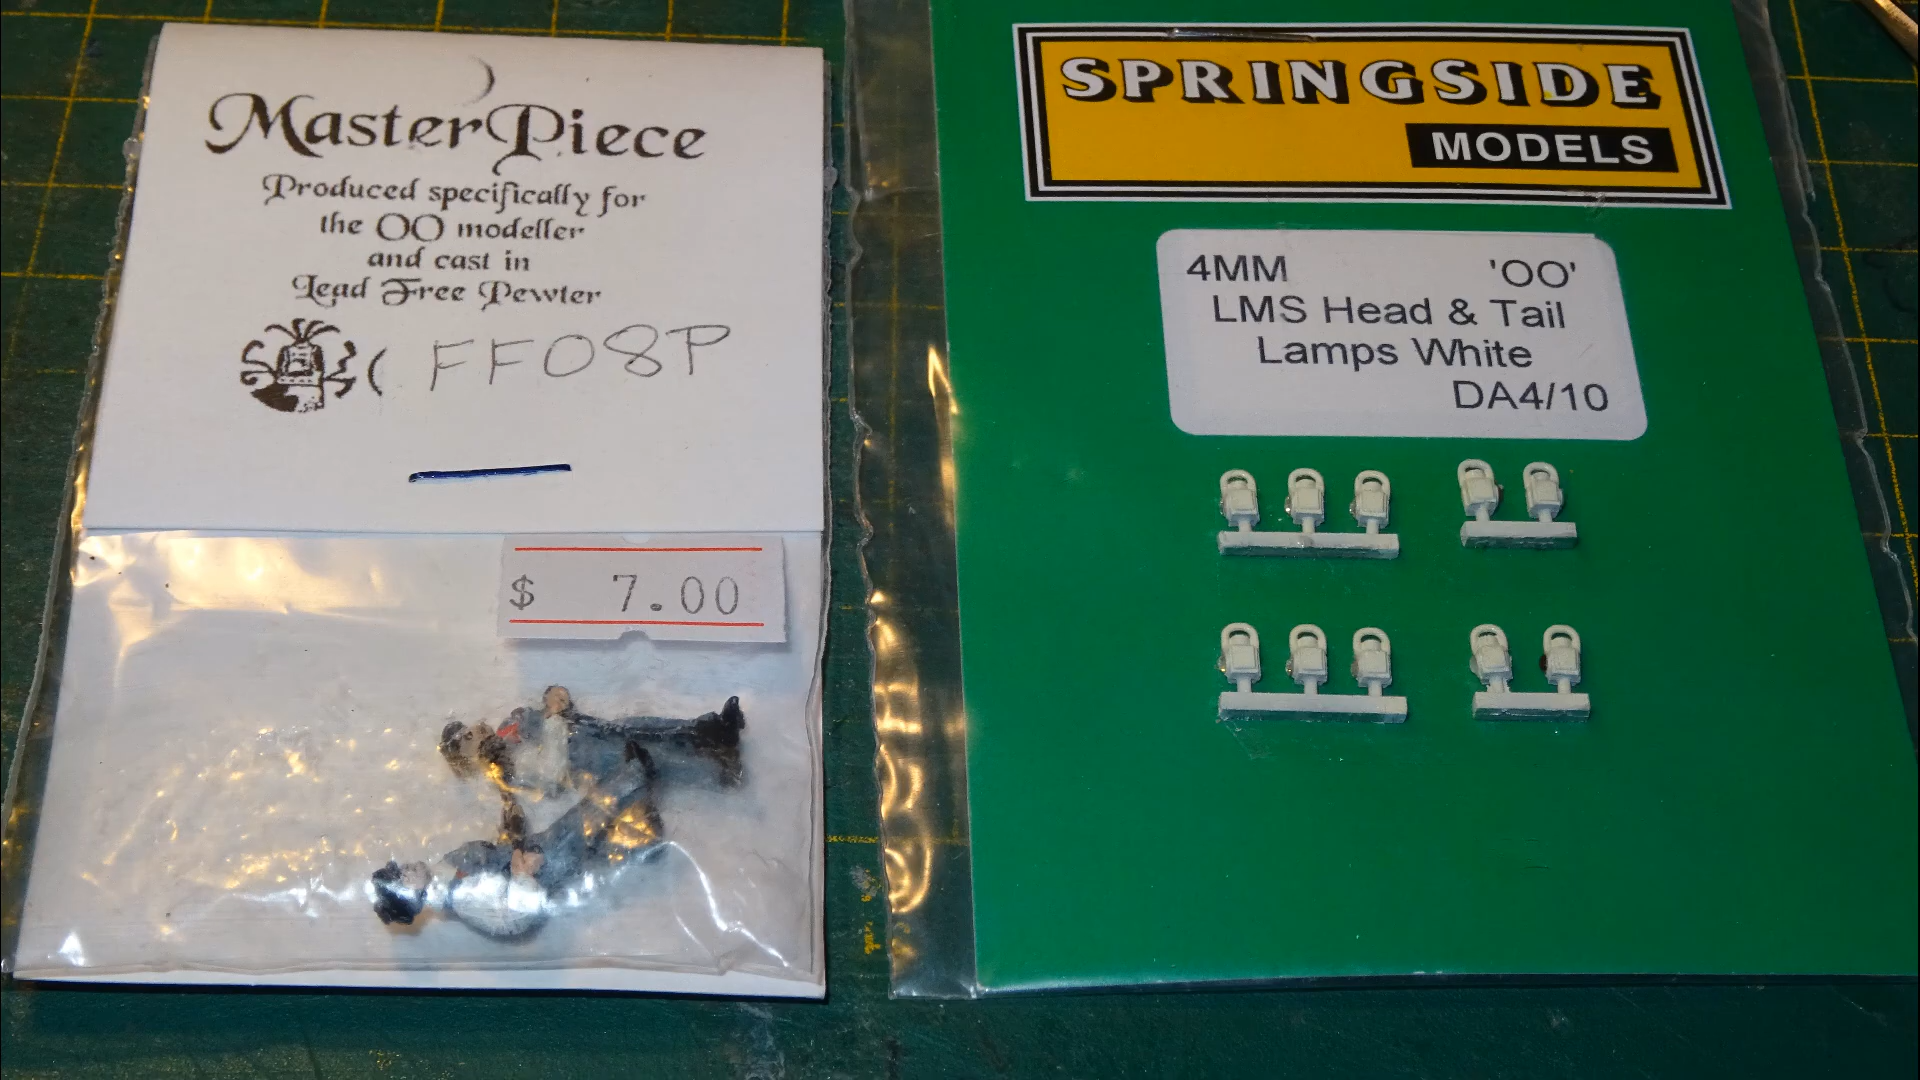 MasterPiece
Produced specifically for
the OO modeller
and cast in
Lead Free Pewter
FF08P
$ 7.00
SPRINGSIDE
MODELS
4MM 'OO'
LMS Head & Tail
Lamps White
DA4/10